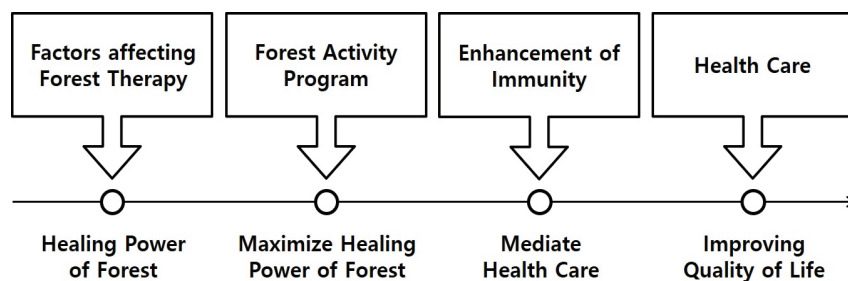 Factors affecting
Forest Therapy
Forest Activity
Program
Enhancement of
Immunity
Health Care
Healing Power
of Forest
Maximize Healing
Power of Forest
Mediate
Health Care
Improving
Quality of Life